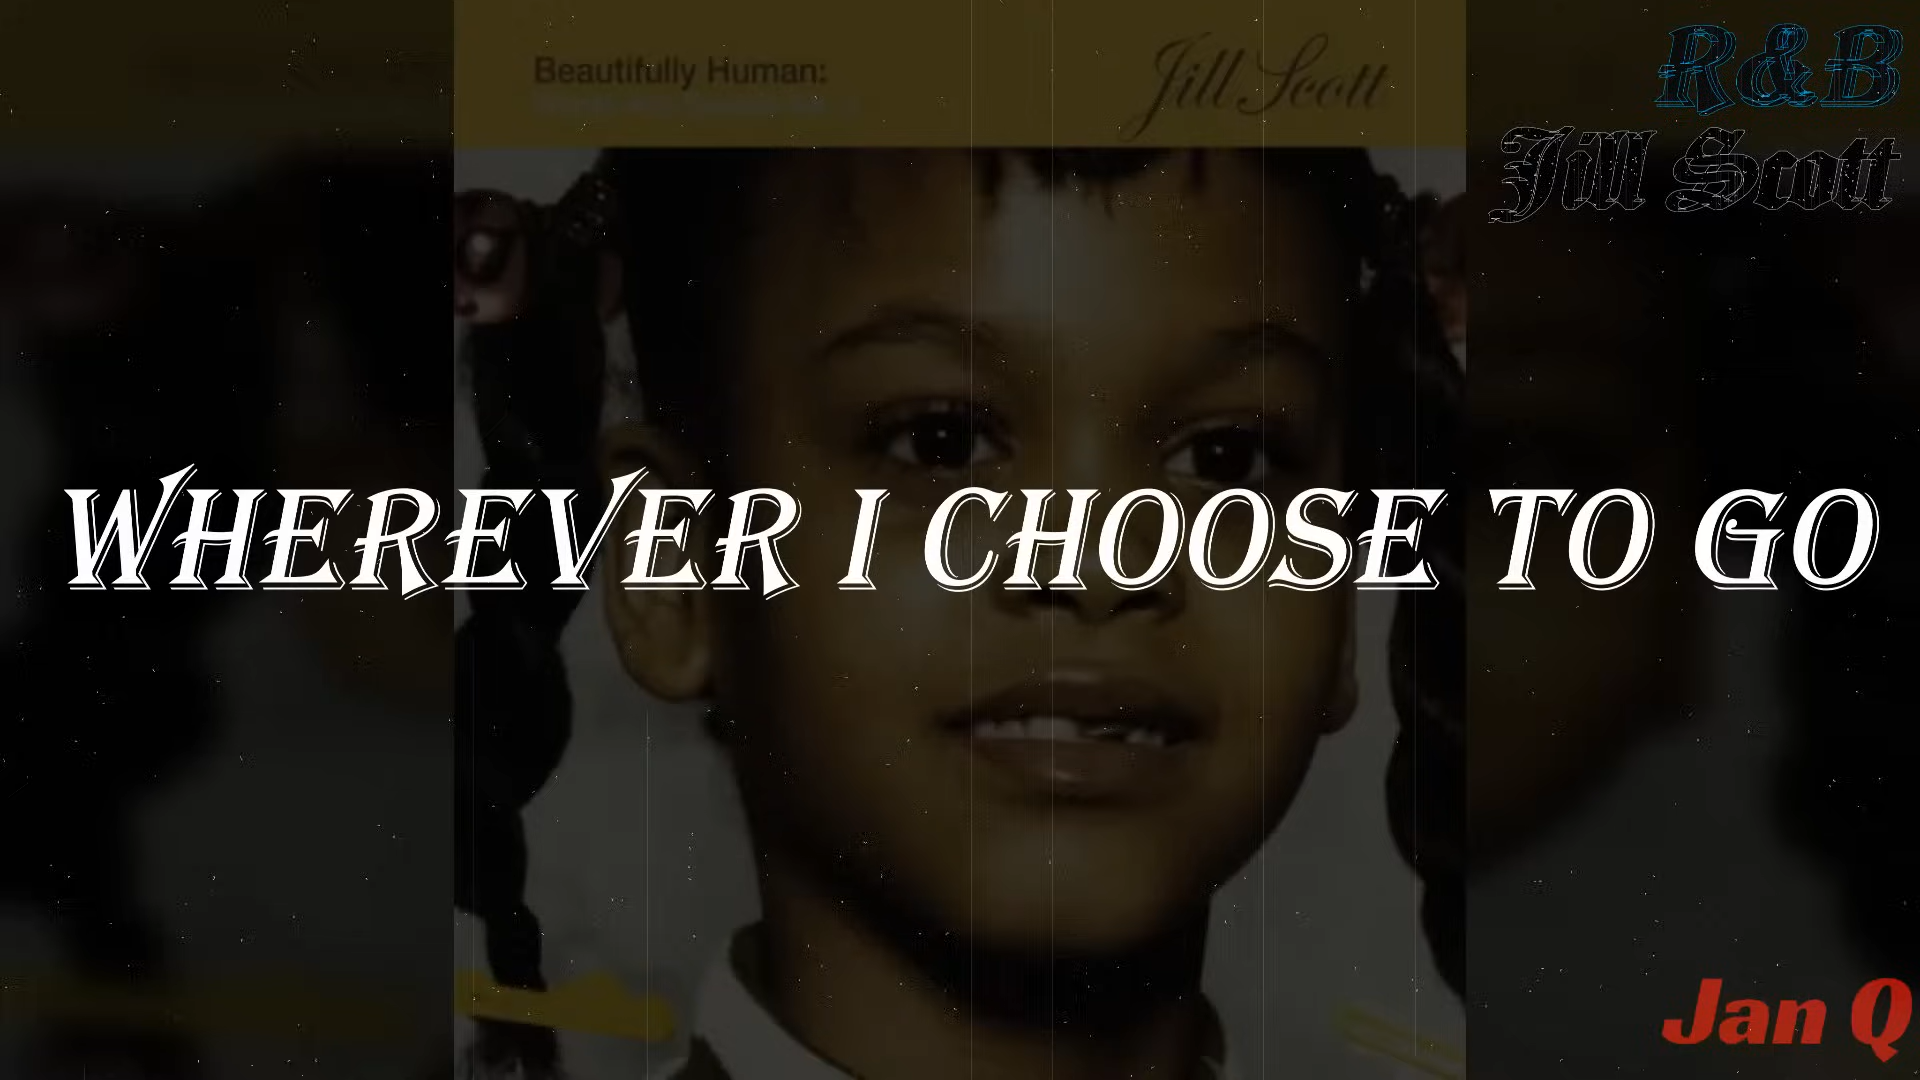 Beautifully Human:
Jill Scott
R&B
Jill Scott
WHEREVER I CHOOSE TO GO
Jan Q